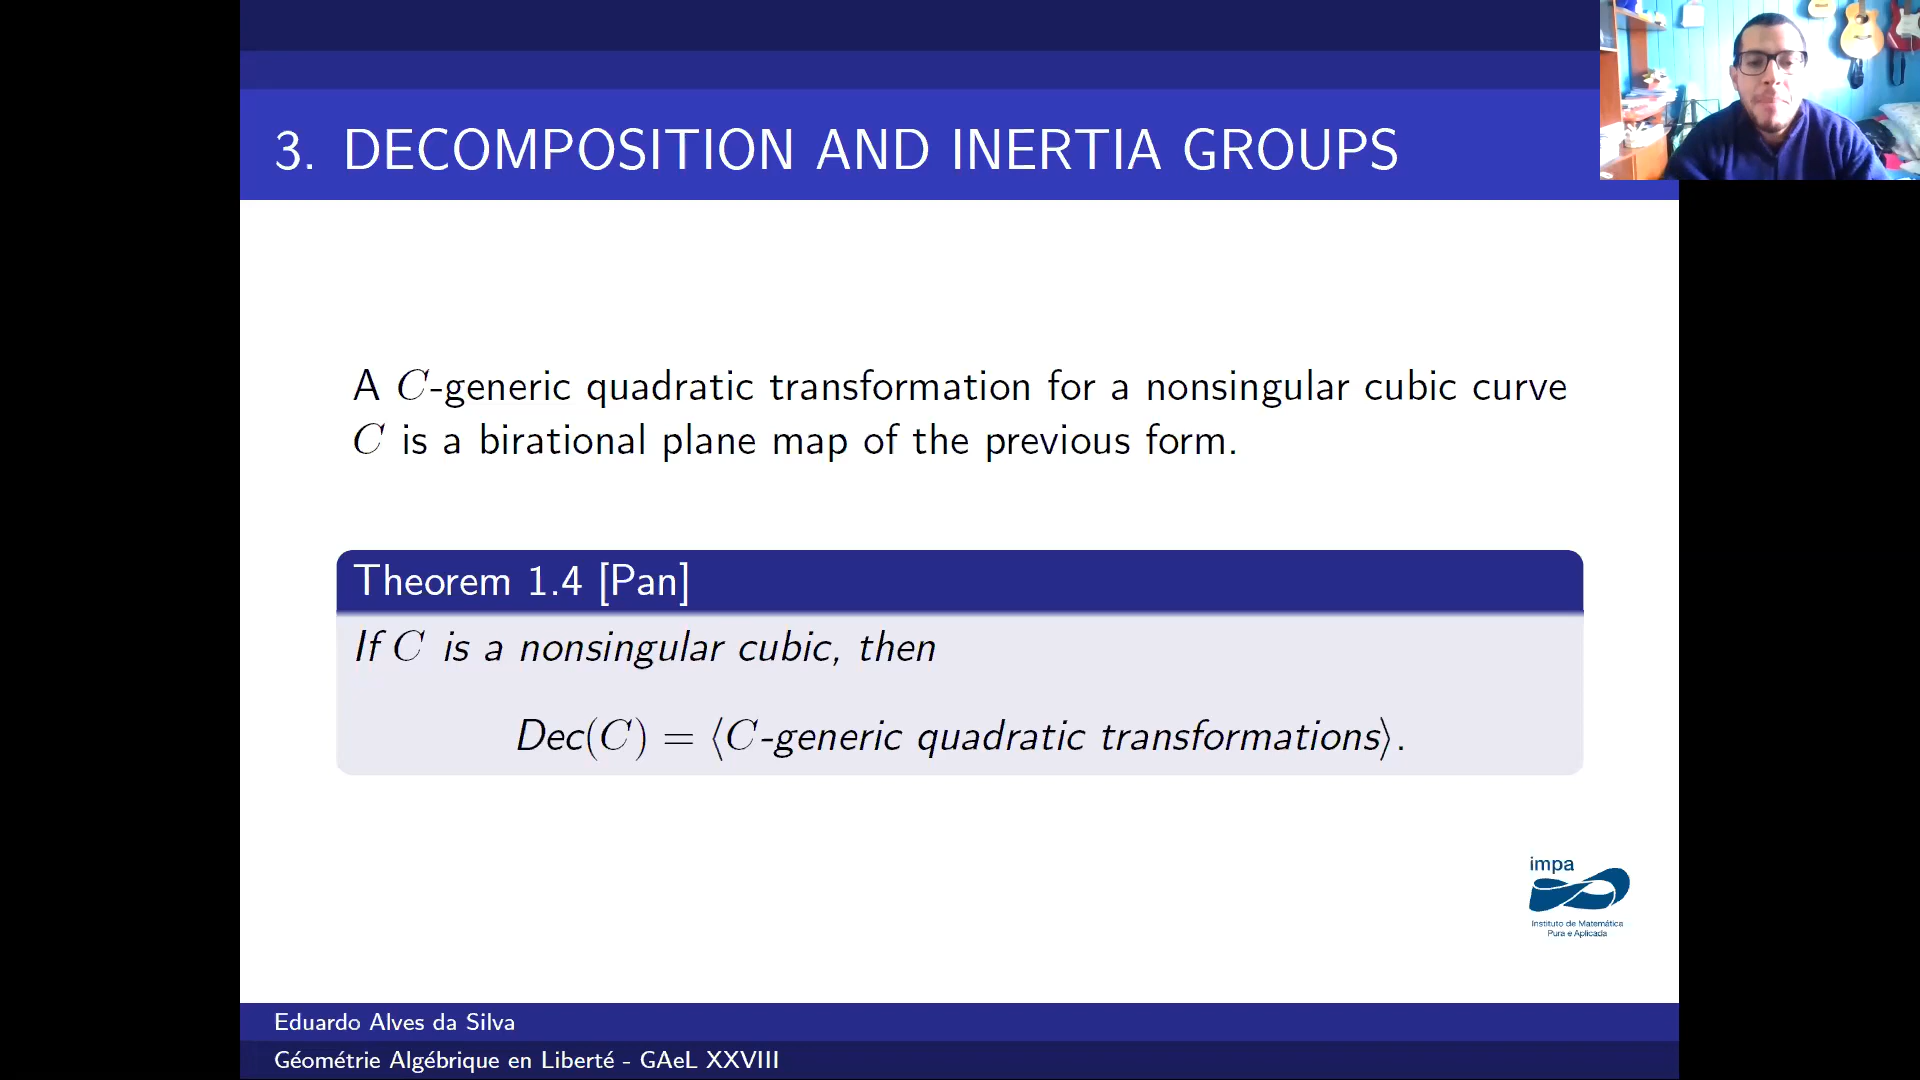 3. DECOMPOSITION AND INERTIA GROUPS
A C-generic quadratic transformation for a nonsingular cubic curve
C is a birational plane map of the previous form.
Theorem 1.4 [Pan]
If C is a nonsingular cubic, then
Dec(C) = ⟨C-generic quadratic transformations⟩.
impa
Instituto de Matemática
Pura e Aplicada
Eduardo Alves da Silva
Géométrie Algébrique en Liberté - GAeL XXVIII